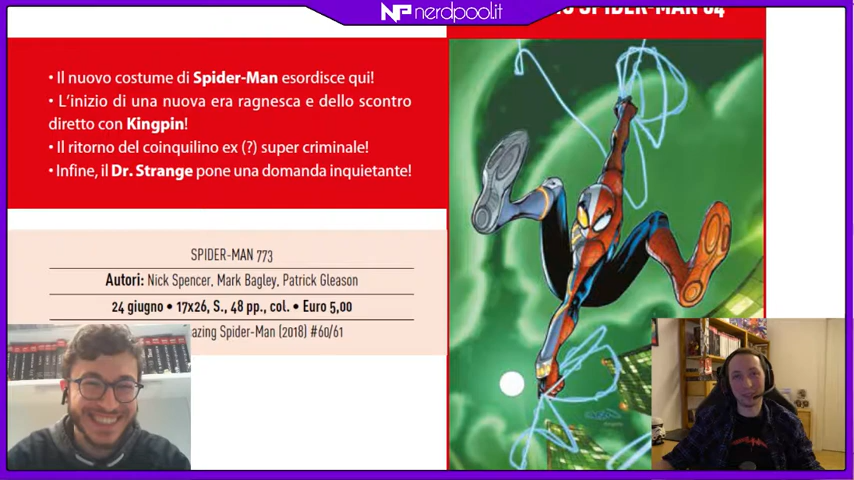 nerdpool.it
SPIDER-MAN 64
• Il nuovo costume di Spider-Man esordisce qui!
• L'inizio di una nuova era ragnesca e dello scontro
diretto con Kingpin!
• Il ritorno del coinquilino ex (?) super criminale!
• Infine, il Dr. Strange pone una domanda inquietante!
SPIDER-MAN 773
Autori: Nick Spencer, Mark Bagley, Patrick Gleason
24 giugno • 17x26, S., 48 pp., col. • Euro 5,00
azing Spider-Man (2018) #60/61